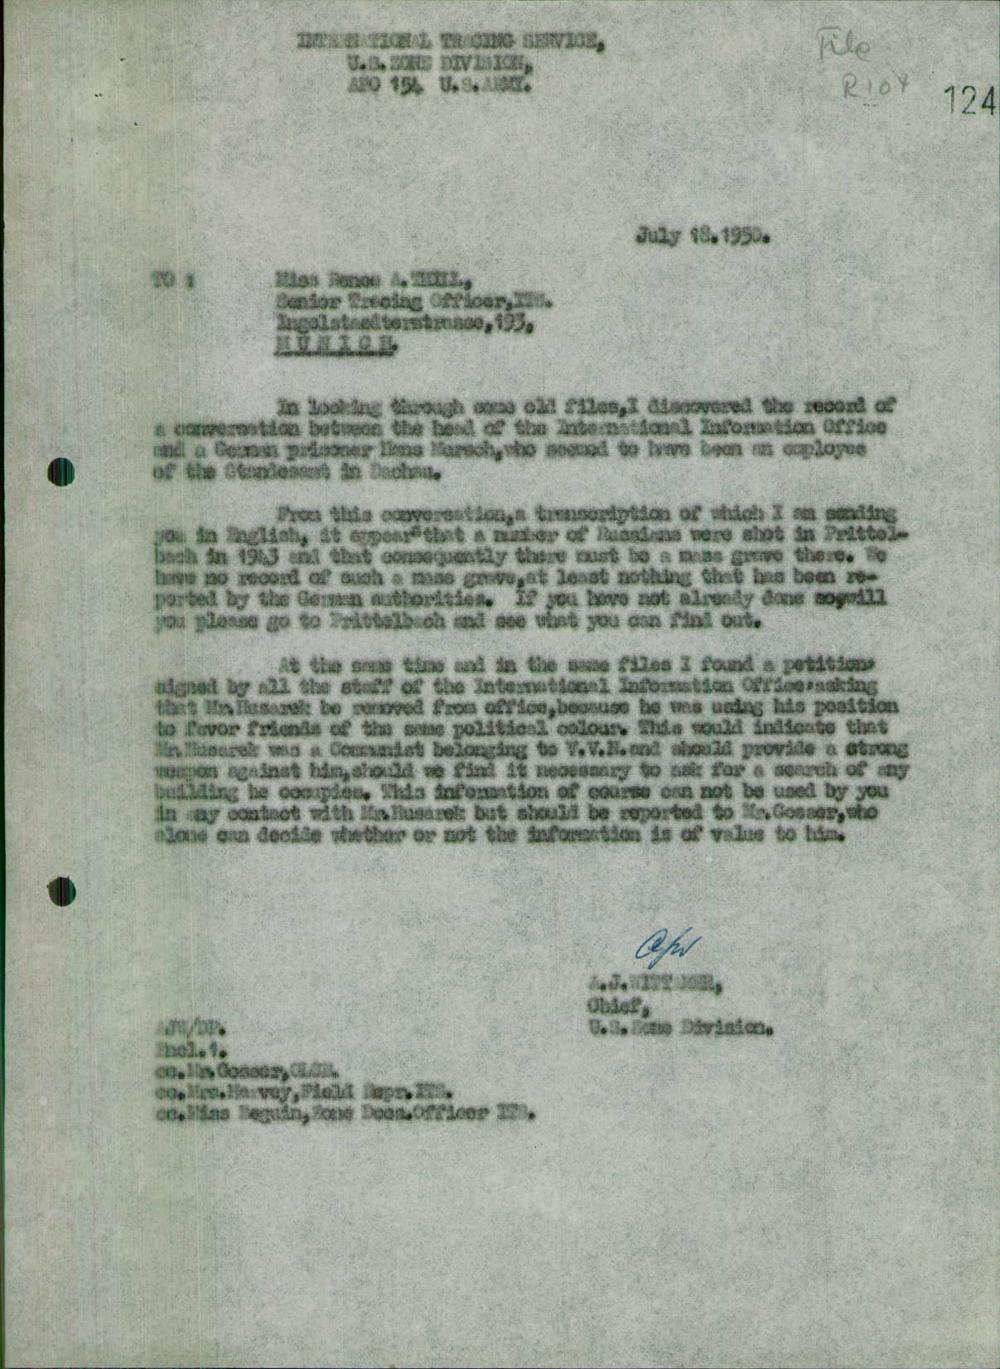 INTERNATIONAL TRACING SERVICE,
U.S. ZONE DIVISION,
APO 154 U.S. ARMY.
File
R104
124
July 18.1950.
TO :
Miss Renee A.
Senior Tracing Officer,ITS.
Ingolstaedterstrasse,193,
MUNICH.
In looking through some old files,I discovered the record of
a conversation between the head of the International Information Office
and a German prisoner Hans Mursch,who seemed to have been an employee
of the Standesamt in Dachau.
From this conversation,a transcription of which I am sending
you in English, it appears that a number of Russians were shot in Prittel-
bach in 1943 and that consequently there must be a mass grave there. We
have no record of such a mass grave,at least nothing that has been re-
ported by the German authorities. If you have not already done so,will
you please go to Prittelbach and see what you can find out.
At the same time and in the same files I found a petition
signed by all the staff of the International Information Office asking
that Mr.Husarek be removed from office,because he was using his position
to favor friends of the same political colour. This would indicate that
Mr.Husarek was a Communist belonging to V.V.N.and should provide a strong
weapon against him,should we find it necessary to ask for a search of any
building he occupies. This information of course can not be used by you
in any contact with Mr.Husarek but should be reported to Mr.Gosser,who
alone can decide whether or not the information is of value to him.
A.J.WITTAMER,
Chief,
U.S.Zone Division.
AJW/DP.
Encl.1.
cc.Mr.Gosser,
cc.Mrs.Harvey,Field Repr.ITS.
cc.Miss Beguin,Zone Docs.Officer ITS.